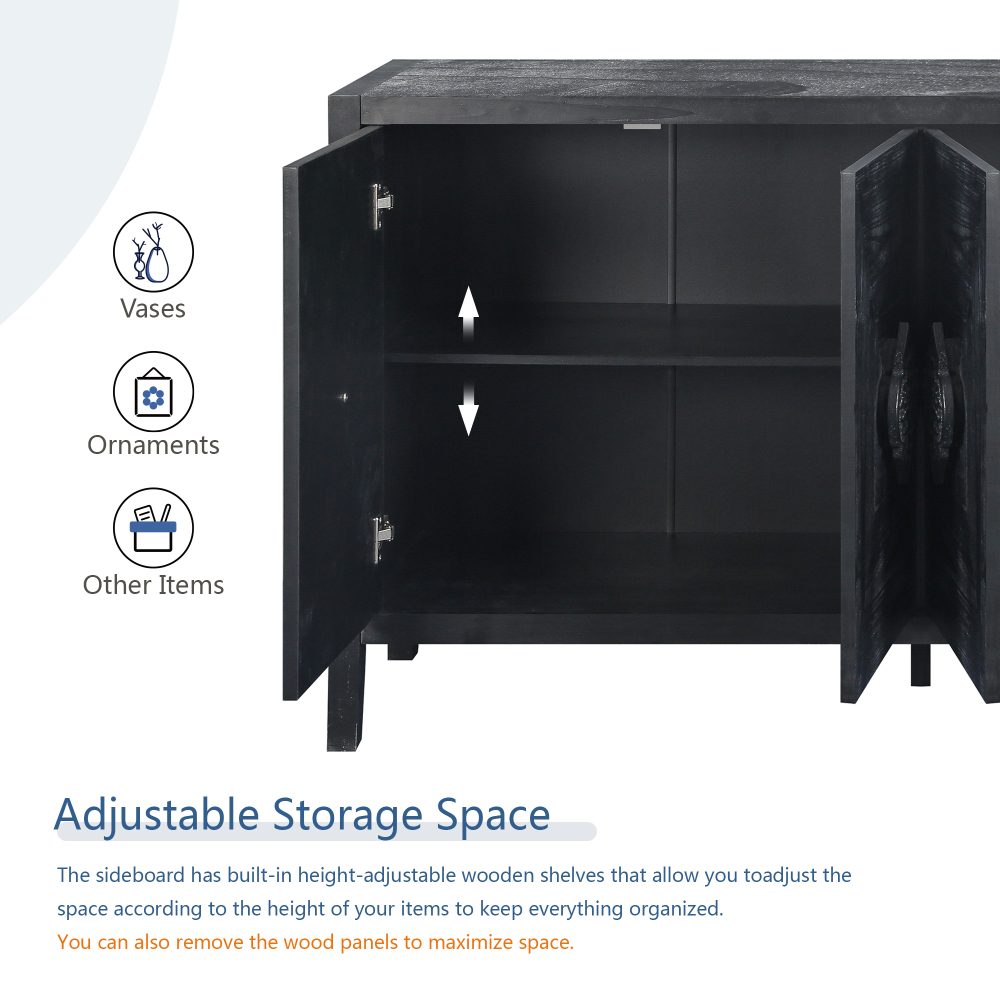 Vases
Ornaments
Other Items
Adjustable Storage Space
The sideboard has built-in height-adjustable wooden shelves that allow you toadjust the
space according to the height of your items to keep everything organized.
You can also remove the wood panels to maximize space.